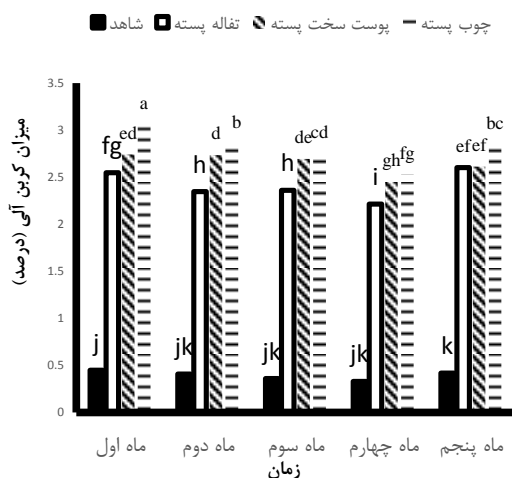 شاهد تفاله پسته پوست سخت پسته چوب پسته
میزان کربن آلی (درصد)
3.5
3
2.5
2
1.5
1
0.5
0
j fg ed a
jk h d b
jk h de cd
jk i gh fg
k ef ef bc
ماه اول ماه دوم ماه سوم ماه چهارم ماه پنجم
زمان